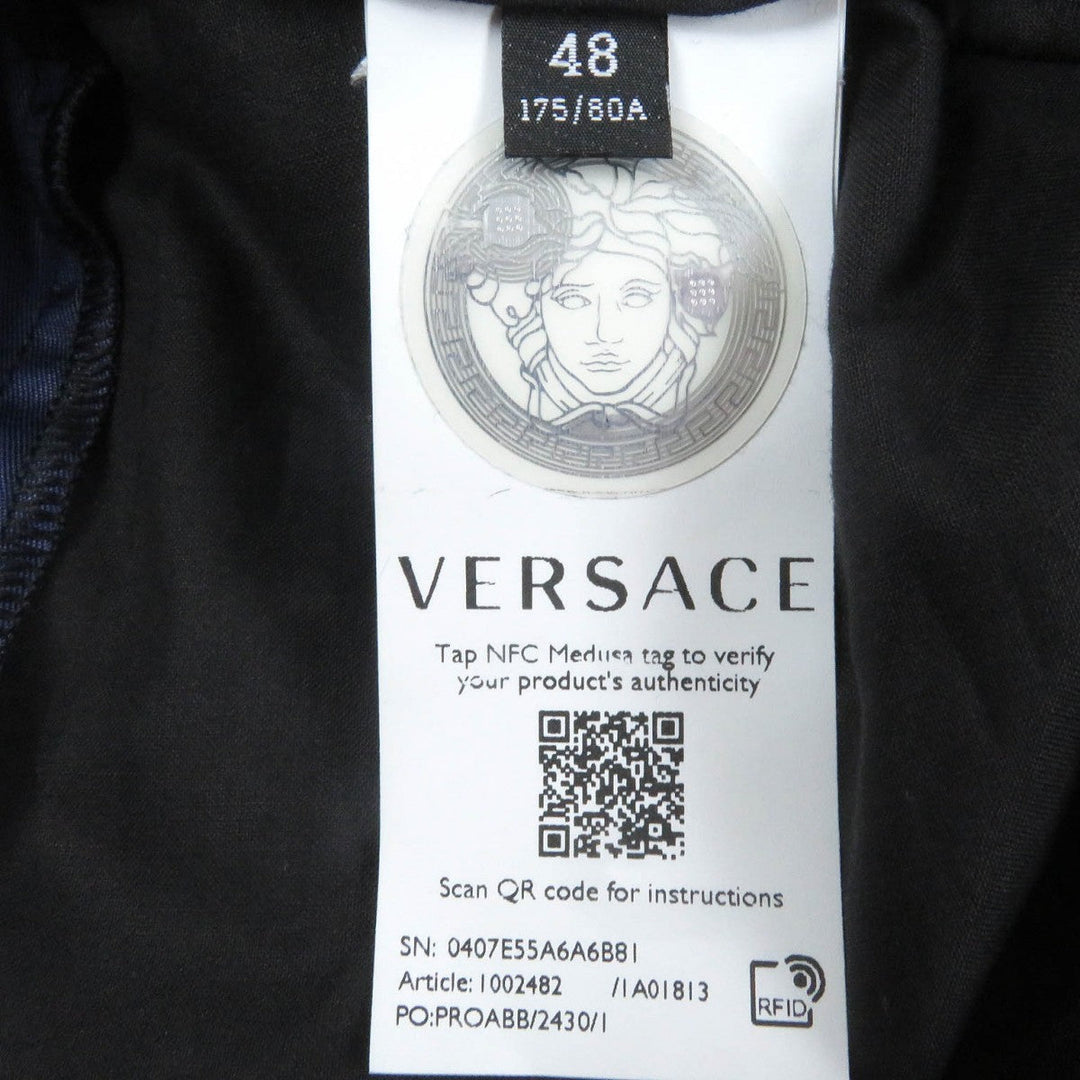 48
175/80A
VERSACE
Tap NFC Medusa tag to verify
your product's authenticity
Scan QR code for instructions
SN: 0407E55A6A6B81
Article: 1002482 /1A01813
PO:PROABB/2430/1
RFID